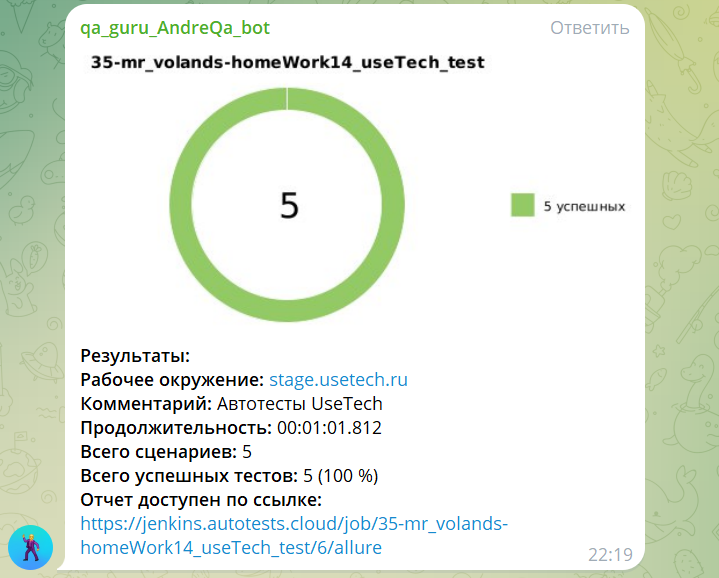 qa_guru_AndreQa_bot Ответить
35-mr_volands-homeWork14_useTech_test
5
5 успешных
Результаты:
Рабочее окружение: stage.usetech.ru
Комментарий: Автотесты UseTech
Продолжительность: 00:01:01.812
Всего сценариев: 5
Всего успешных тестов: 5 (100 %)
Отчет доступен по ссылке:
https://jenkins.autotests.cloud/job/35-mr_volands-
homeWork14_useTech_test/6/allure
22:19